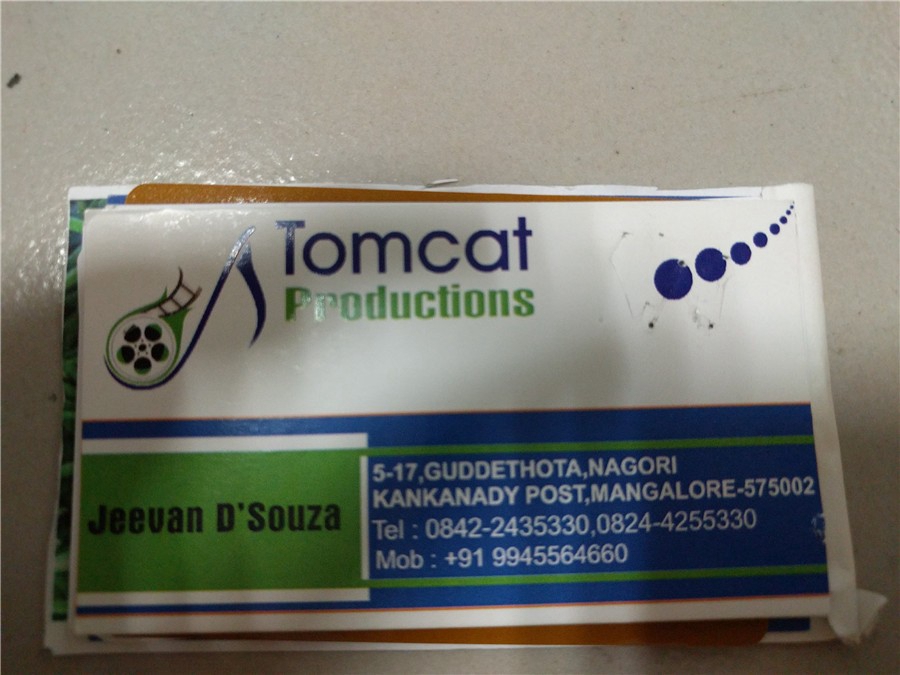 Tomcat
Productions
Jeevan D'Souza
5-17,GUDDETHOTA,NAGORI
KANKANADY POST,MANGALORE-575002
Tel : 0842-2435330,0824-4255330
Mob : +91 9945564660